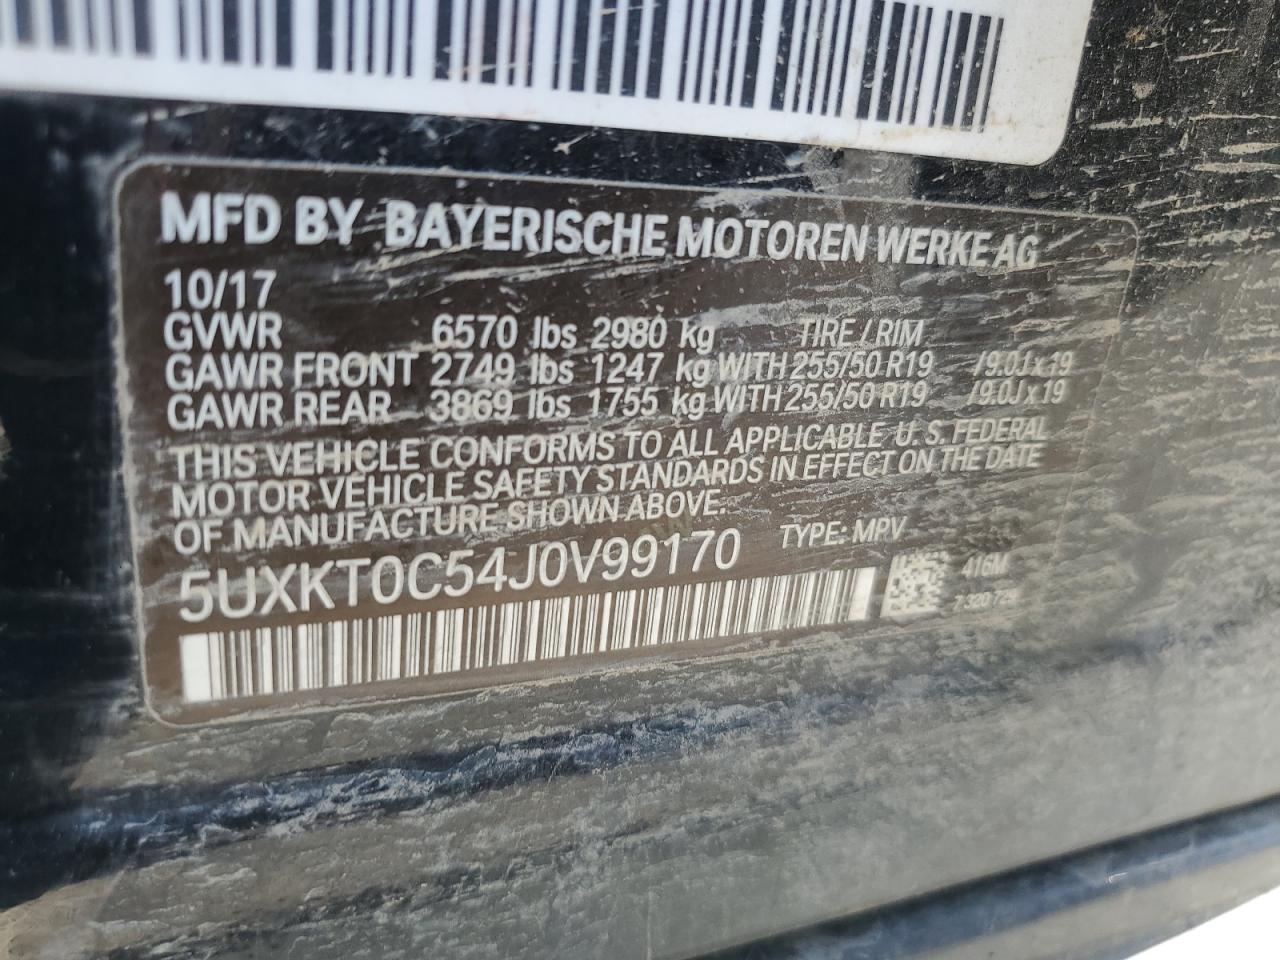 MFD BY BAYERISCHE MOTOREN WERKE AG
10/17
GVWR 6570 lbs 2980 kg TIRE / RIM
GAWR FRONT 2749 lbs 1247 kg WITH 255/50 R19 /9.0J x 19
GAWR REAR 3869 lbs 1755 kg WITH 255/50 R19 /9.0J x 19
THIS VEHICLE CONFORMS TO ALL APPLICABLE U.S. FEDERAL
MOTOR VEHICLE SAFETY STANDARDS IN EFFECT ON THE DATE
OF MANUFACTURE SHOWN ABOVE.
5UXKT0C54J0V99170 TYPE: MPV
416M